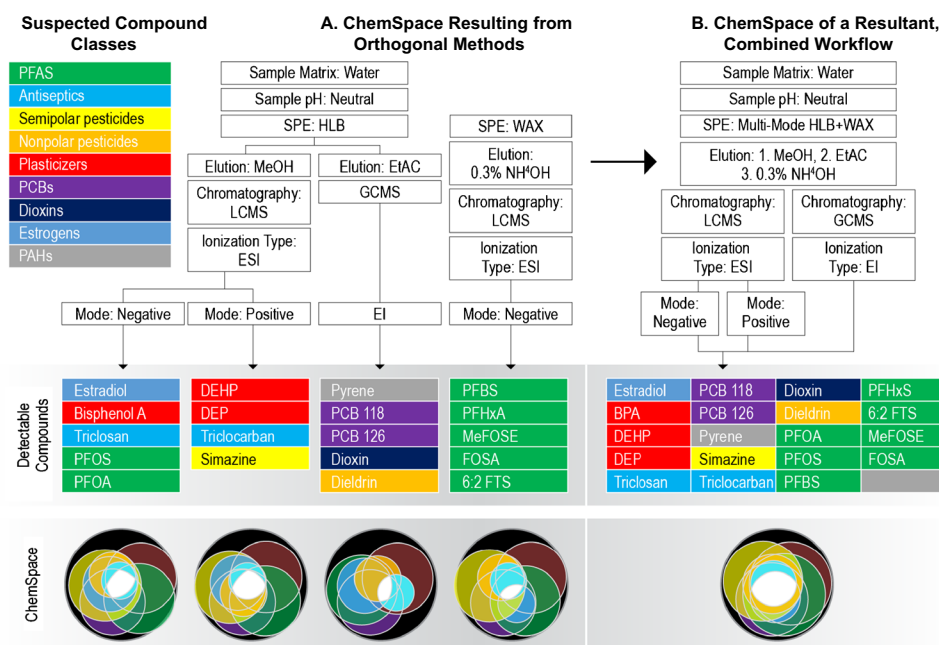 Suspected Compound
Classes
PFAS
Antiseptics
Semipolar pesticides
Nonpolar pesticides
Plasticizers
PCBs
Dioxins
Estrogens
PAHs
A. ChemSpace Resulting from
Orthogonal Methods
Sample Matrix: Water
Sample pH: Neutral
SPE: HLB
SPE: WAX
Elution: MeOH
Elution: EtAC
Elution:
0.3% NH⁴OH
Chromatography:
LCMS
GCMS
Chromatography:
LCMS
Ionization Type:
ESI
Ionization
Type: ESI
Mode: Negative
Mode: Positive
EI
Mode: Negative
B. ChemSpace of a Resultant,
Combined Workflow
Sample Matrix: Water
Sample pH: Neutral
SPE: Multi-Mode HLB+WAX
Elution: 1. MeOH, 2. EtAC
3. 0.3% NH⁴OH
Chromatography:
LCMS
Chromatography:
GCMS
Ionization
Type: ESI
Ionization
Type: EI
Mode:
Negative
Mode:
Positive
Detectable
Compounds
Estradiol
Bisphenol A
Triclosan
PFOS
PFOA
DEHP
DEP
Triclocarban
Simazine
Pyrene
PCB 118
PCB 126
Dioxin
Dieldrin
PFBS
PFHxA
MeFOSE
FOSA
6:2 FTS
Estradiol
BPA
DEHP
DEP
Triclosan
PCB 118
PCB 126
Pyrene
Simazine
Triclocarban
Dioxin
Dieldrin
PFOA
PFOS
PFBS
PFHxS
6:2 FTS
MeFOSE
FOSA
ChemSpace